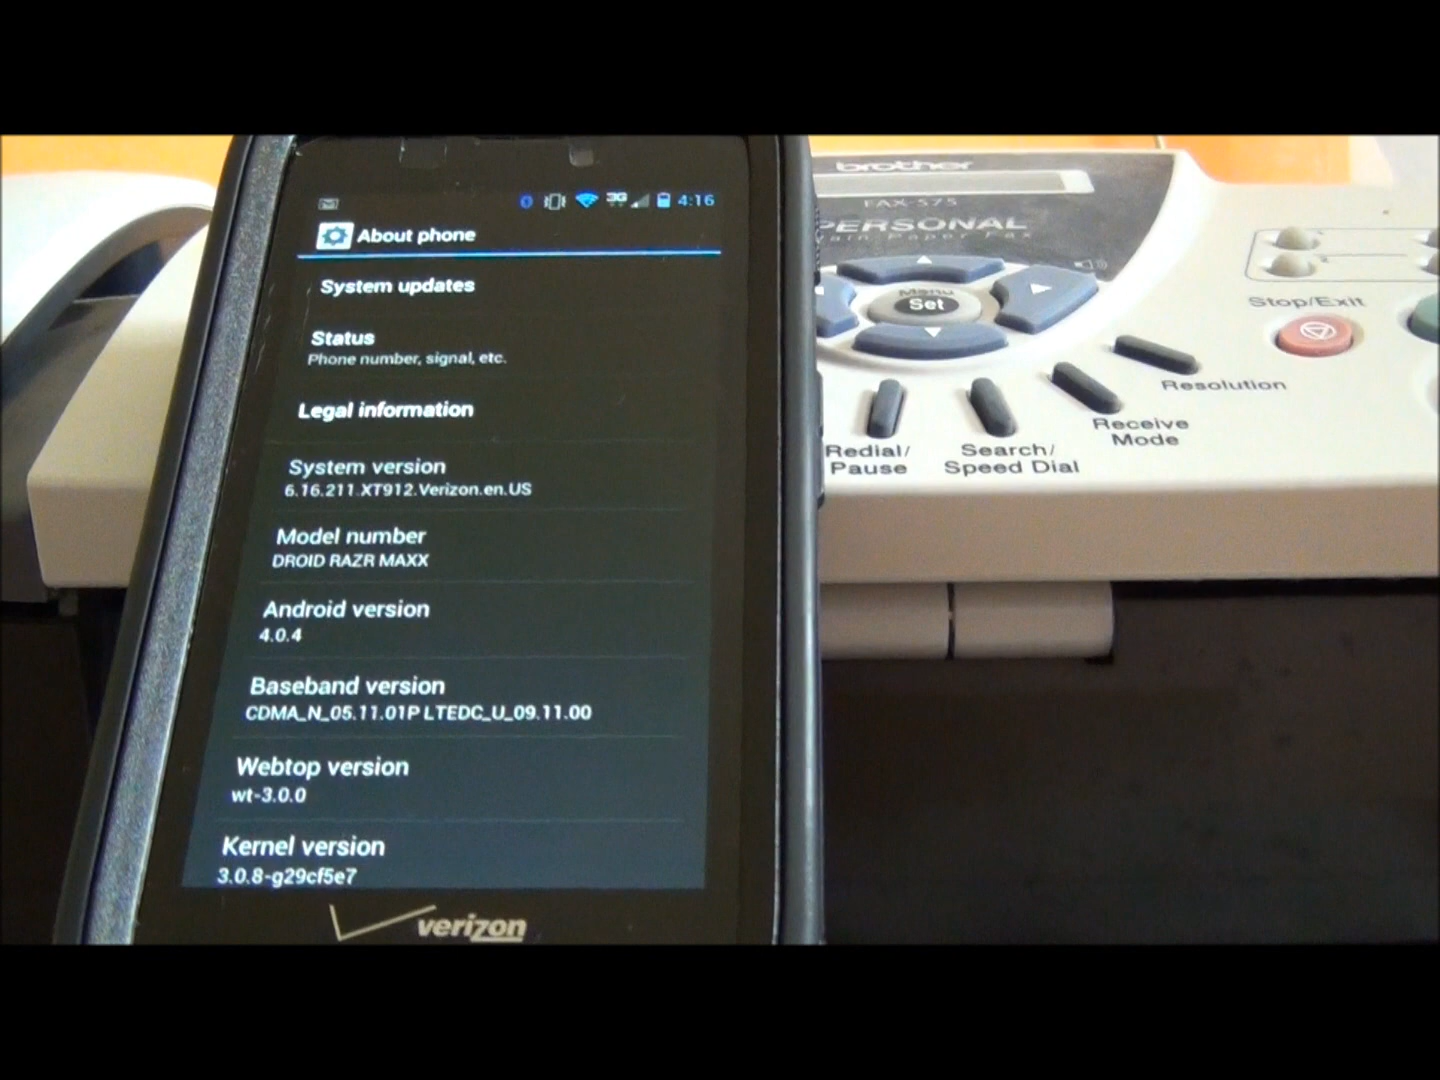 3G 4:16
About phone
System updates
Status
Phone number, signal, etc.
Legal information
System version
6.16.211.XT912.Verizon.en.US
Model number
DROID RAZR MAXX
Android version
4.0.4
Baseband version
CDMA_N_05.11.01P LTEDC_U_09.11.00
Webtop version
wt-3.0.0
Kernel version
3.0.8-g29cf5e7
verizon
brother
FAX-575
PERSONAL
Plain Paper Fax
Menu
Set
Stop/Exit
Resolution
Receive
Mode
Redial/
Pause
Search/
Speed Dial